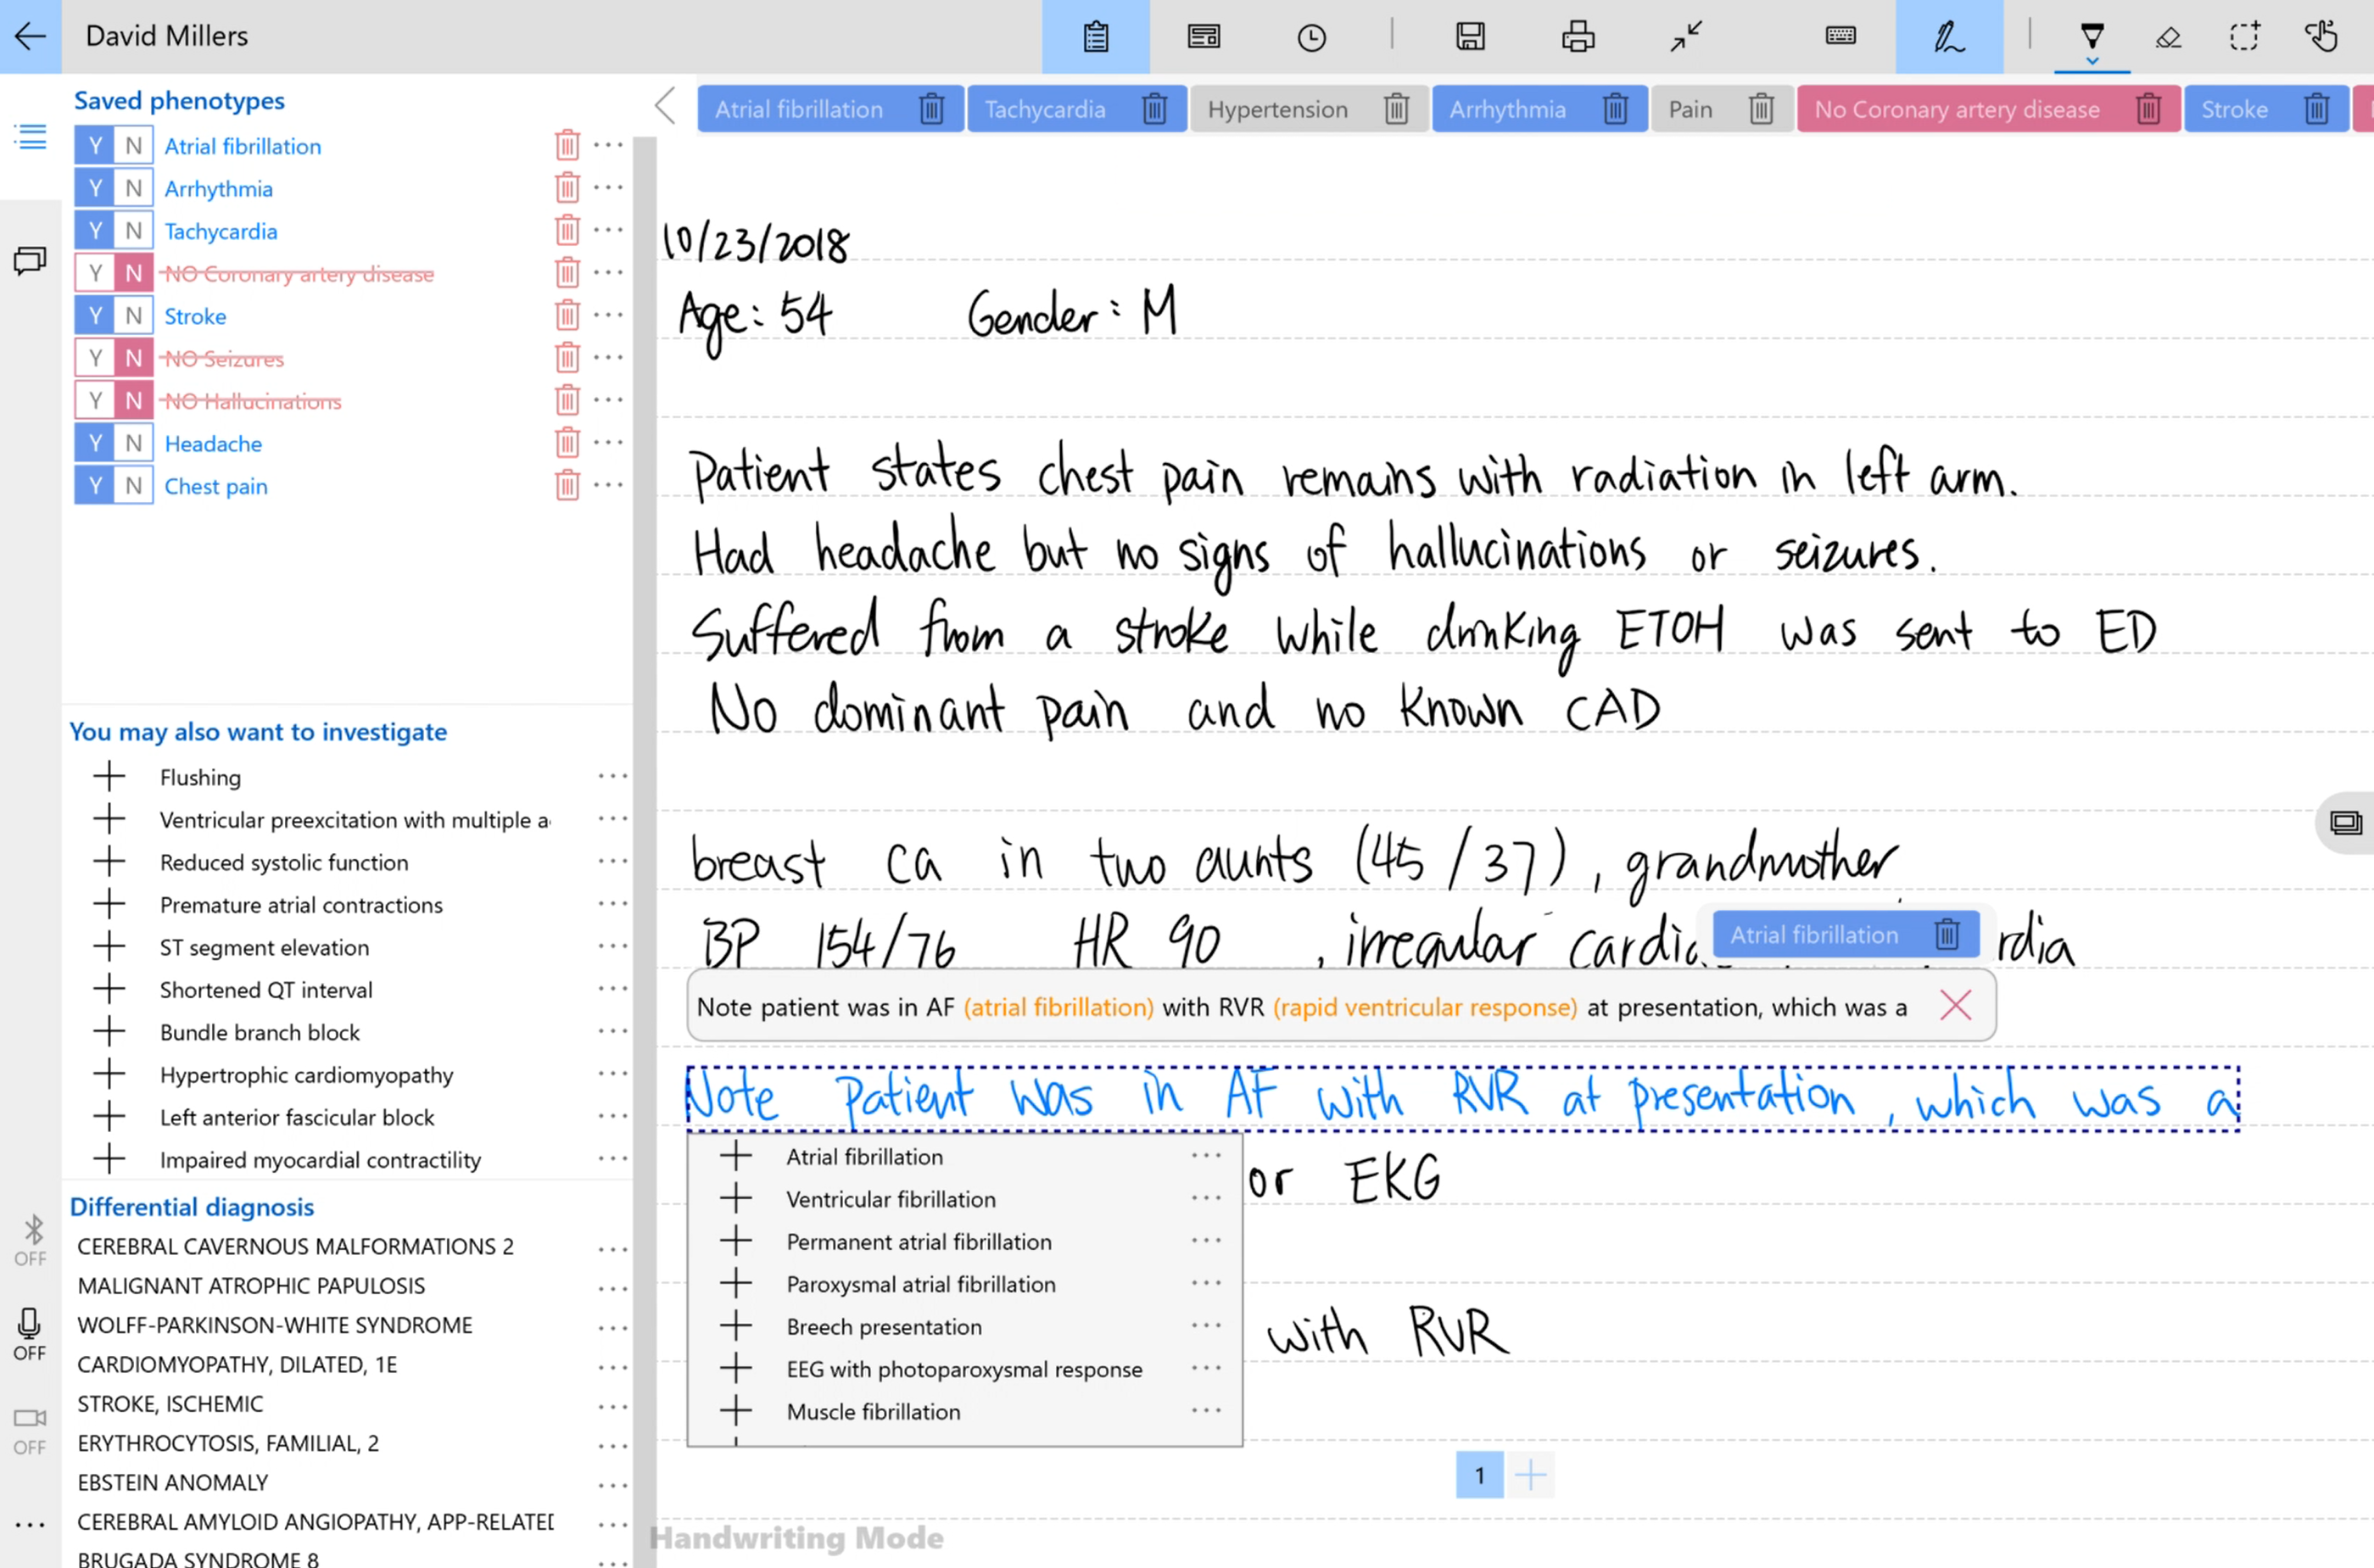 David Millers
Saved phenotypes
Y N Atrial fibrillation
Y N Arrhythmia
Y N Tachycardia
Y N NO Coronary artery disease
Y N Stroke
Y N NO Seizures
Y N NO Hallucinations
Y N Headache
Y N Chest pain
You may also want to investigate
Flushing
Ventricular preexcitation with multiple a
Reduced systolic function
Premature atrial contractions
ST segment elevation
Shortened QT interval
Bundle branch block
Hypertrophic cardiomyopathy
Left anterior fascicular block
Impaired myocardial contractility
Differential diagnosis
CEREBRAL CAVERNOUS MALFORMATIONS 2
MALIGNANT ATROPHIC PAPULOSIS
WOLFF-PARKINSON-WHITE SYNDROME
CARDIOMYOPATHY, DILATED, 1E
STROKE, ISCHEMIC
ERYTHROCYTOSIS, FAMILIAL, 2
EBSTEIN ANOMALY
CEREBRAL AMYLOID ANGIOPATHY, APP-RELATED
BRUGADA SYNDROME 8
OFF
OFF
OFF
Atrial fibrillation Tachycardia Hypertension Arrhythmia Pain No Coronary artery disease Stroke
10/23/2018
Age: 54 Gender: M
Patient states chest pain remains with radiation in left arm.
Had headache but no signs of hallucinations or seizures.
Suffered from a stroke while drinking ETOH was sent to ED
No dominant pain and no known CAD
breast ca in two aunts (45/37), grandmother
BP 154/76 HR 90 , irregular cardia Atrial fibrillation rdia
Note patient was in AF (atrial fibrillation) with RVR (rapid ventricular response) at presentation, which was a
Note patient was in AF with RVR at presentation, which was a
Atrial fibrillation
or EKG
Ventricular fibrillation
Permanent atrial fibrillation
Paroxysmal atrial fibrillation
Breech presentation
with RVR
EEG with photoparoxysmal response
Muscle fibrillation
1
Handwriting Mode